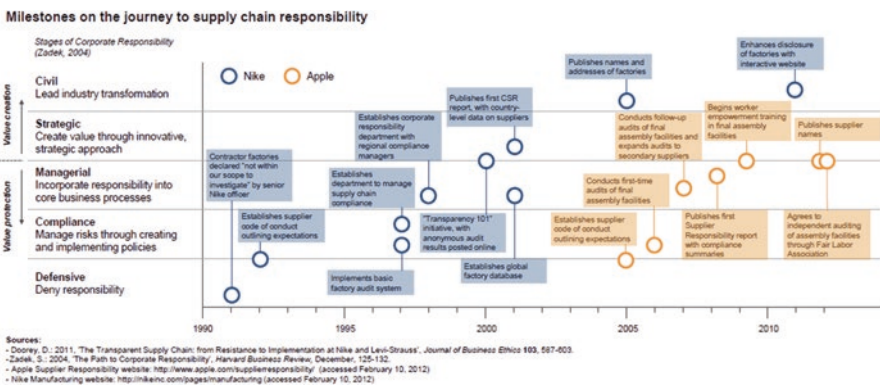 Milestones on the journey to supply chain responsibility
Stages of Corporate Responsibility
(Zadek, 2004)
Nike
Apple
Value creation
Value protection
Civil
Lead industry transformation
Strategic
Create value through innovative,
strategic approach
Managerial
Incorporate responsibility into
core business processes
Compliance
Manage risks through creating
and implementing policies
Defensive
Deny responsibility
Contractor factories
declared "not within
our scope to
investigate" by senior
Nike officer
Establishes supplier
code of conduct
outlining expectations
Establishes
department to manage
supply chain
compliance
Implements basic
factory audit system
Establishes corporate
responsibility
department with
regional compliance
managers
"Transparency 101"
initiative, with
anonymous audit
results posted online
Publishes first CSR
report, with country-
level data on suppliers
Establishes global
factory database
Publishes names and
addresses of factories
Enhances disclosure
of factories with
interactive website
Establishes supplier
code of conduct
outlining expectations
Conducts first-time
audits of final
assembly facilities
Conducts follow-up
audits of final
assembly facilities and
expands audits to
secondary suppliers
Publishes first
Supplier
Responsibility report
with compliance
summaries
Begins worker
empowerment training
in final assembly
facilities
Publishes supplier
names
Agrees to
independent auditing
of assembly facilities
through Fair Labor
Association
1990
1995
2000
2005
2010
Sources:
- Doorey, D.: 2011, 'The Transparent Supply Chain: from Resistance to Implementation at Nike and Levi-Strauss', Journal of Business Ethics 103, 587-603.
-Zadek, S.: 2004, 'The Path to Corporate Responsibility', Harvard Business Review, December, 125-132.
- Apple Supplier Responsibility website: http://www.apple.com/supplierresponsibility/ (accessed February 10, 2012)
- Nike Manufacturing website: http://nikeinc.com/pages/manufacturing (accessed February 10, 2012)